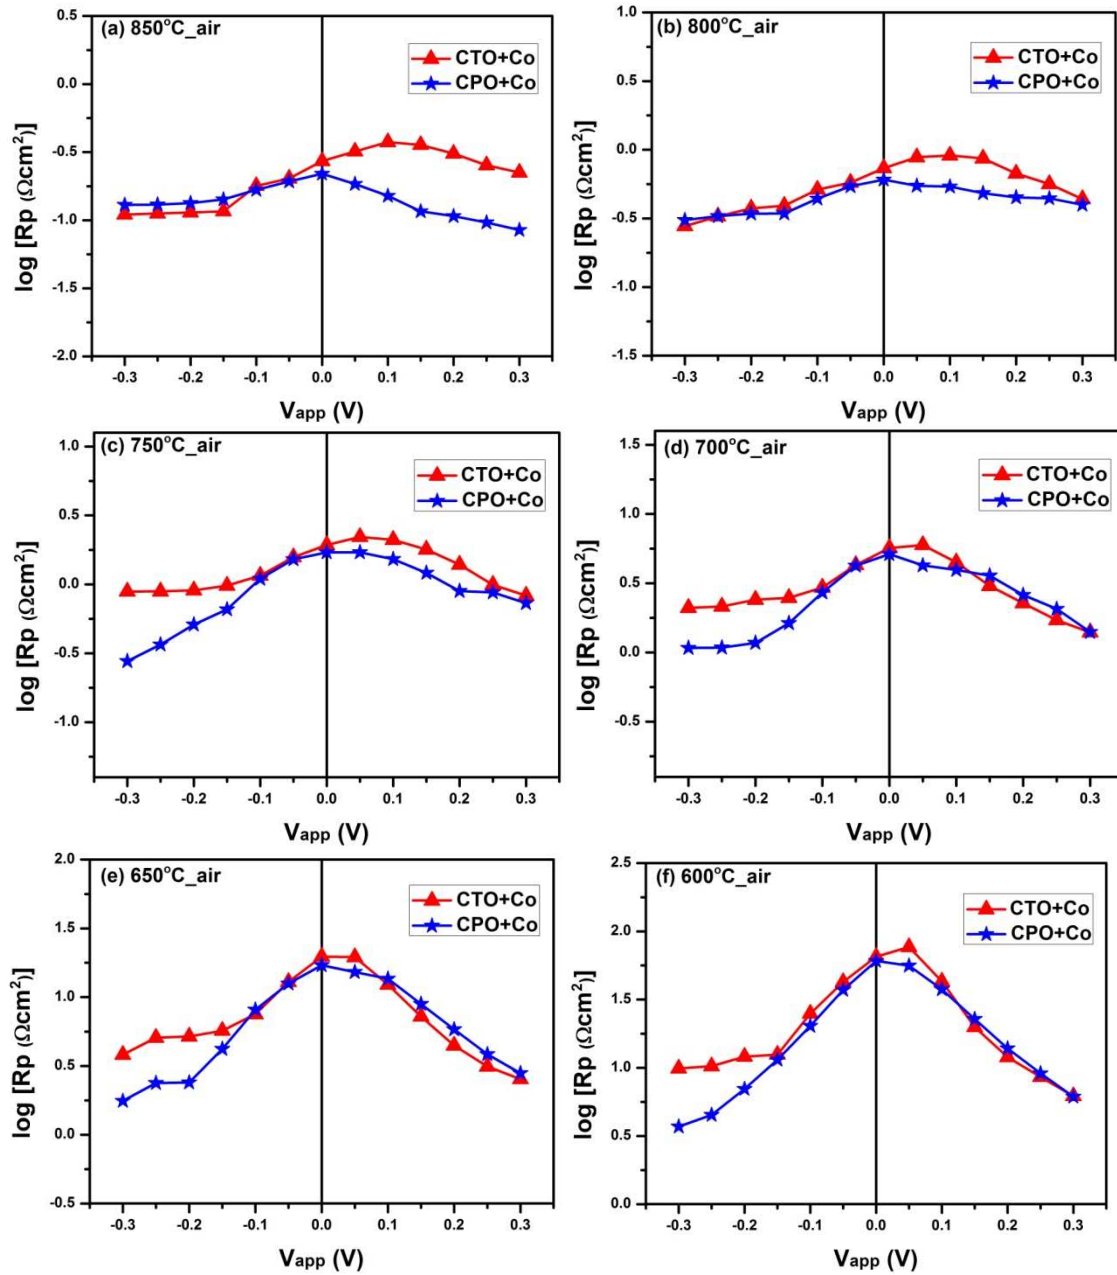 (a) 850°C_air
CTO+Co
CPO+Co
log [Rp (Ωcm²)]
0.5
0.0
-0.5
-1.0
-1.5
-2.0
-0.3 -0.2 -0.1 0.0 0.1 0.2 0.3
Vapp (V)
(b) 800°C_air
CTO+Co
CPO+Co
log [Rp (Ωcm²)]
1.0
0.5
0.0
-0.5
-1.0
-1.5
-0.3 -0.2 -0.1 0.0 0.1 0.2 0.3
Vapp (V)
(c) 750°C_air
CTO+Co
CPO+Co
log [Rp (Ωcm²)]
1.0
0.5
0.0
-0.5
-1.0
-0.3 -0.2 -0.1 0.0 0.1 0.2 0.3
Vapp (V)
(d) 700°C_air
CTO+Co
CPO+Co
log [Rp (Ωcm²)]
1.5
1.0
0.5
0.0
-0.5
-0.3 -0.2 -0.1 0.0 0.1 0.2 0.3
Vapp (V)
(e) 650°C_air
CTO+Co
CPO+Co
log [Rp (Ωcm²)]
2.0
1.5
1.0
0.5
0.0
-0.5
-0.3 -0.2 -0.1 0.0 0.1 0.2 0.3
Vapp (V)
(f) 600°C_air
CTO+Co
CPO+Co
log [Rp (Ωcm²)]
2.5
2.0
1.5
1.0
0.5
0.0
-0.3 -0.2 -0.1 0.0 0.1 0.2 0.3
Vapp (V)